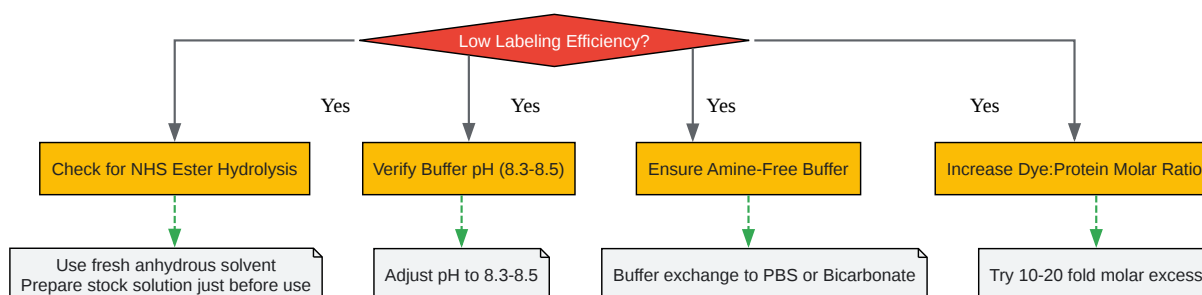 Low Labeling Efficiency?
Yes
Yes
Yes
Yes
Check for NHS Ester Hydrolysis
Verify Buffer pH (8.3-8.5)
Ensure Amine-Free Buffer
Increase Dye:Protein Molar Ratio
Use fresh anhydrous solvent
Prepare stock solution just before use
Adjust pH to 8.3-8.5
Buffer exchange to PBS or Bicarbonate
Try 10-20 fold molar excess